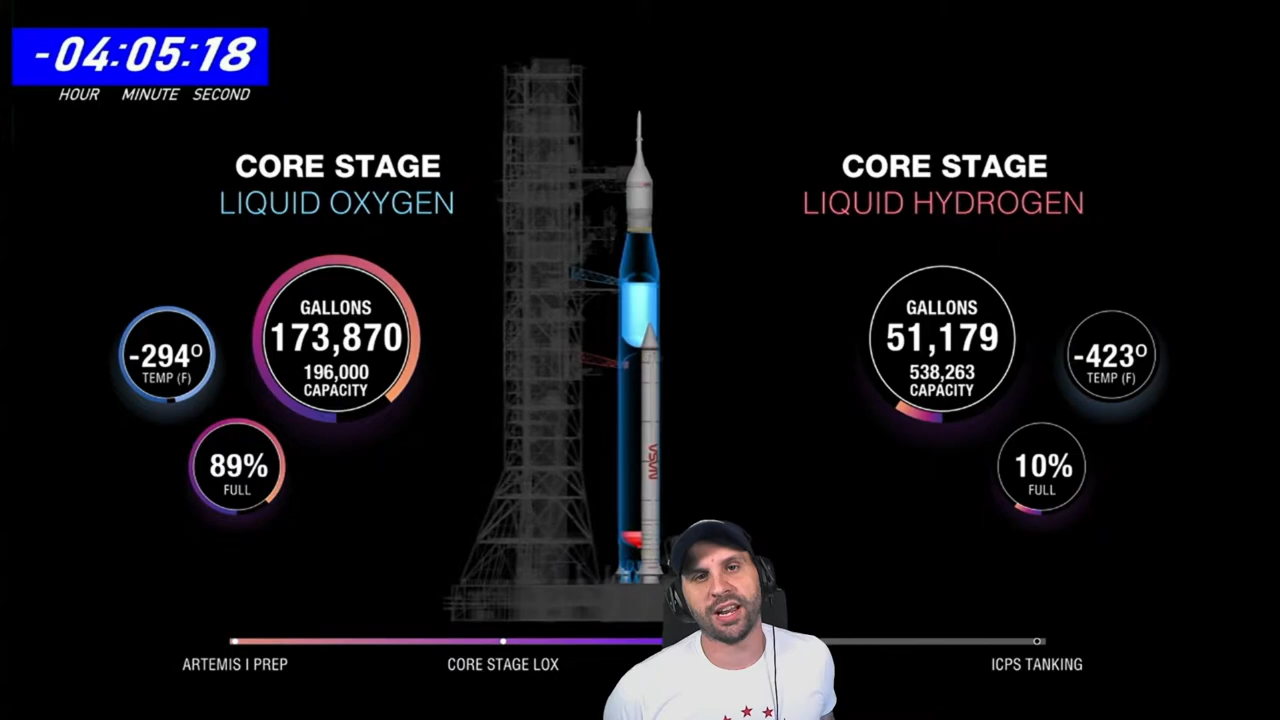 -04:05:18
HOUR MINUTE SECOND
CORE STAGE
LIQUID OXYGEN
GALLONS
173,870
196,000
CAPACITY
-294°
TEMP (F)
89%
FULL
CORE STAGE
LIQUID HYDROGEN
GALLONS
51,179
538,263
CAPACITY
-423°
TEMP (F)
10%
FULL
NASA
ARTEMIS I PREP
CORE STAGE LOX
ICPS TANKING